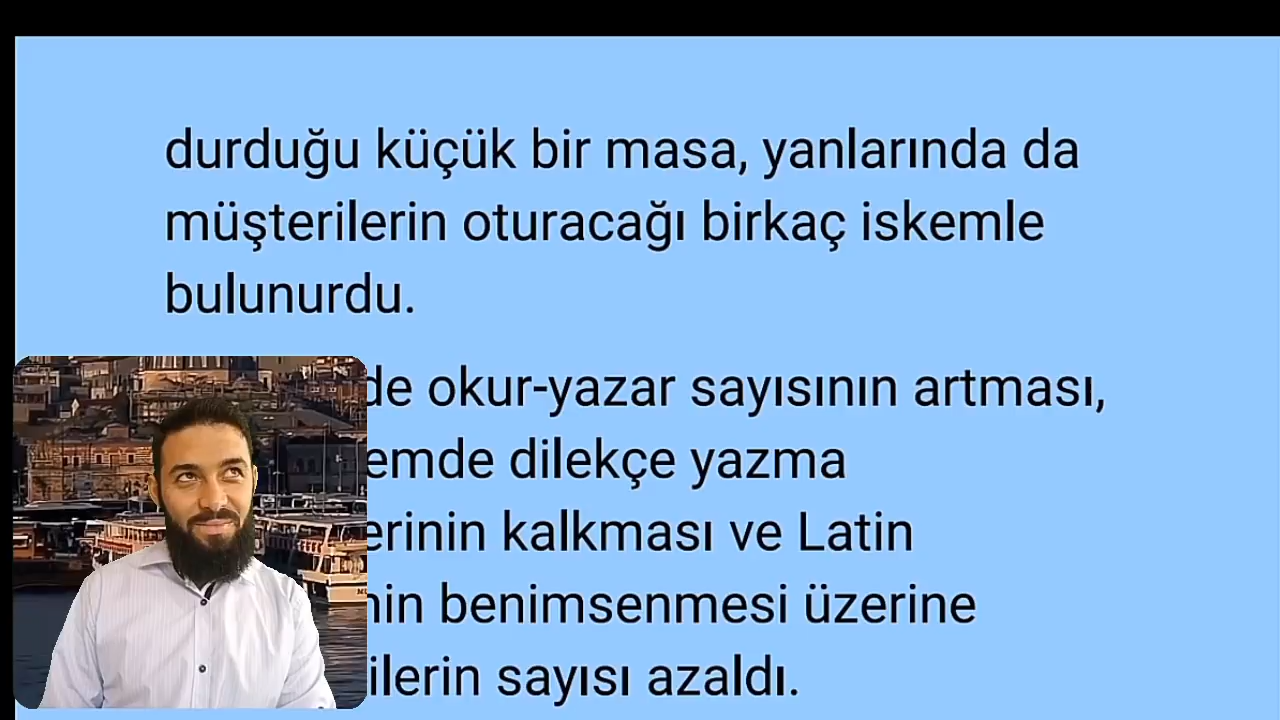 durduğu küçük bir masa, yanlarında da
müşterilerin oturacağı birkaç iskemle
bulunurdu.
de okur-yazar sayısının artması,
emde dilekçe yazma
erinin kalkması ve Latin
nin benimsenmesi üzerine
ilerin sayısı azaldı.